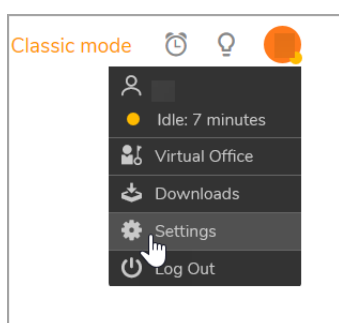 Classic mode
Idle: 7 minutes
Virtual Office
Downloads
Settings
Log Out